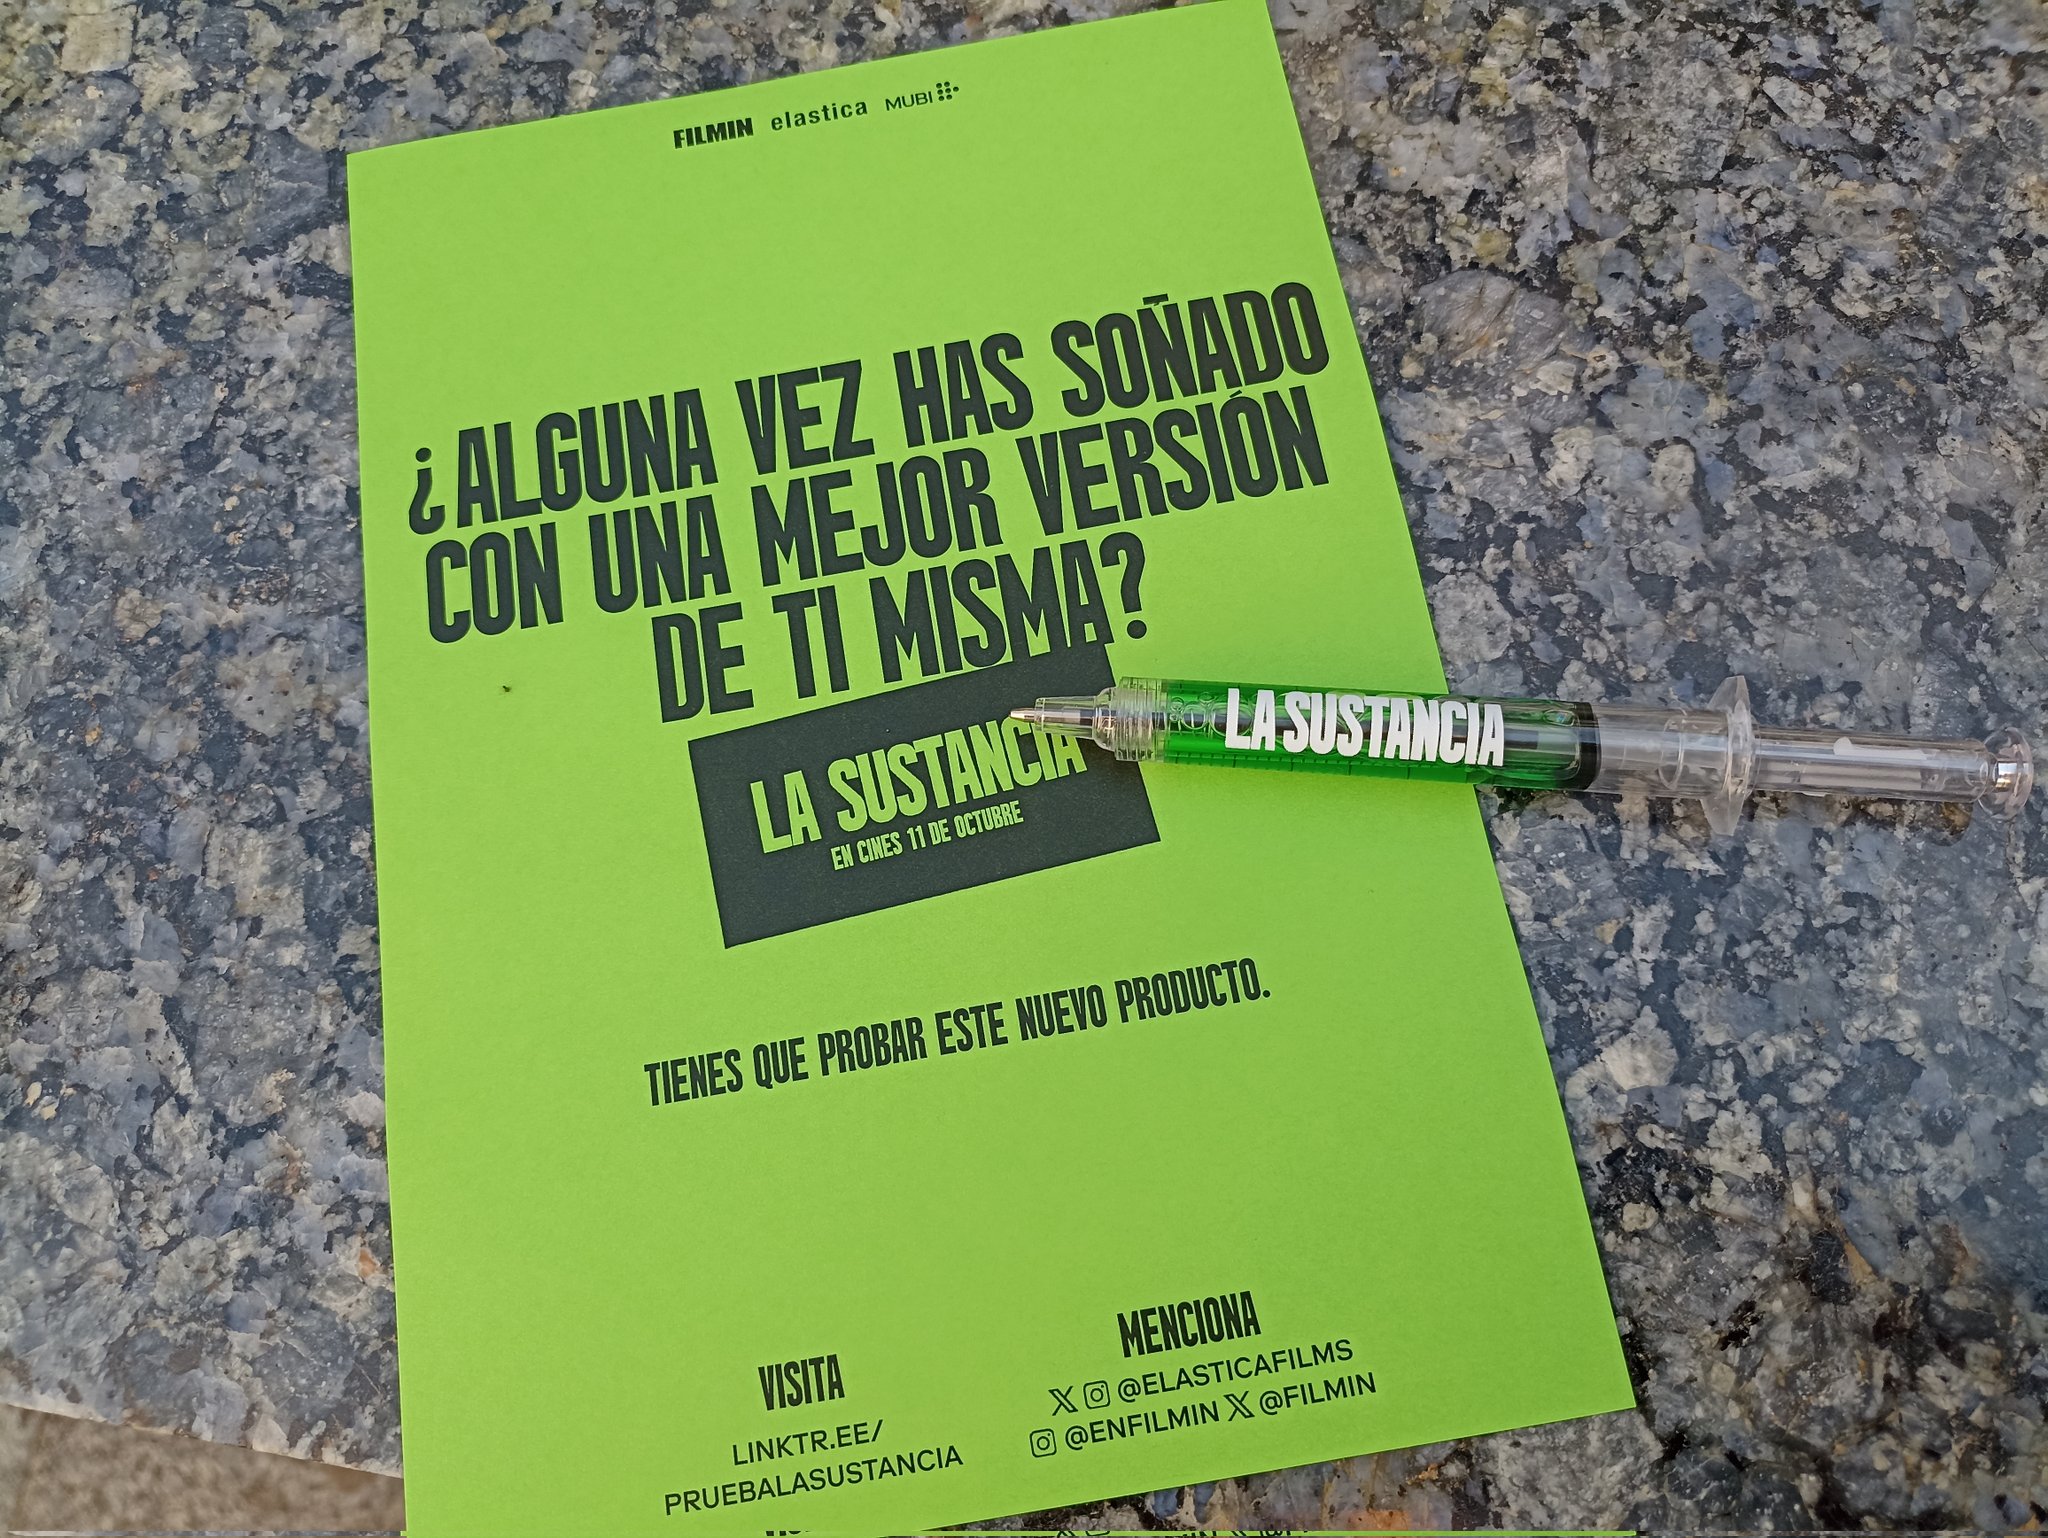 FILMIN elastica MUBI
¿ALGUNA VEZ HAS SOÑADO
CON UNA MEJOR VERSIÓN
DE TI MISMA?
LA SUSTANCIA
EN CINES 11 DE OCTUBRE
LA SUSTANCIA
TIENES QUE PROBAR ESTE NUEVO PRODUCTO.
VISITA
LINKTR.EE/
PRUEBALASUSTANCIA
MENCIONA
X @ELASTICAFILMS
@ENFILMIN X @FILMIN